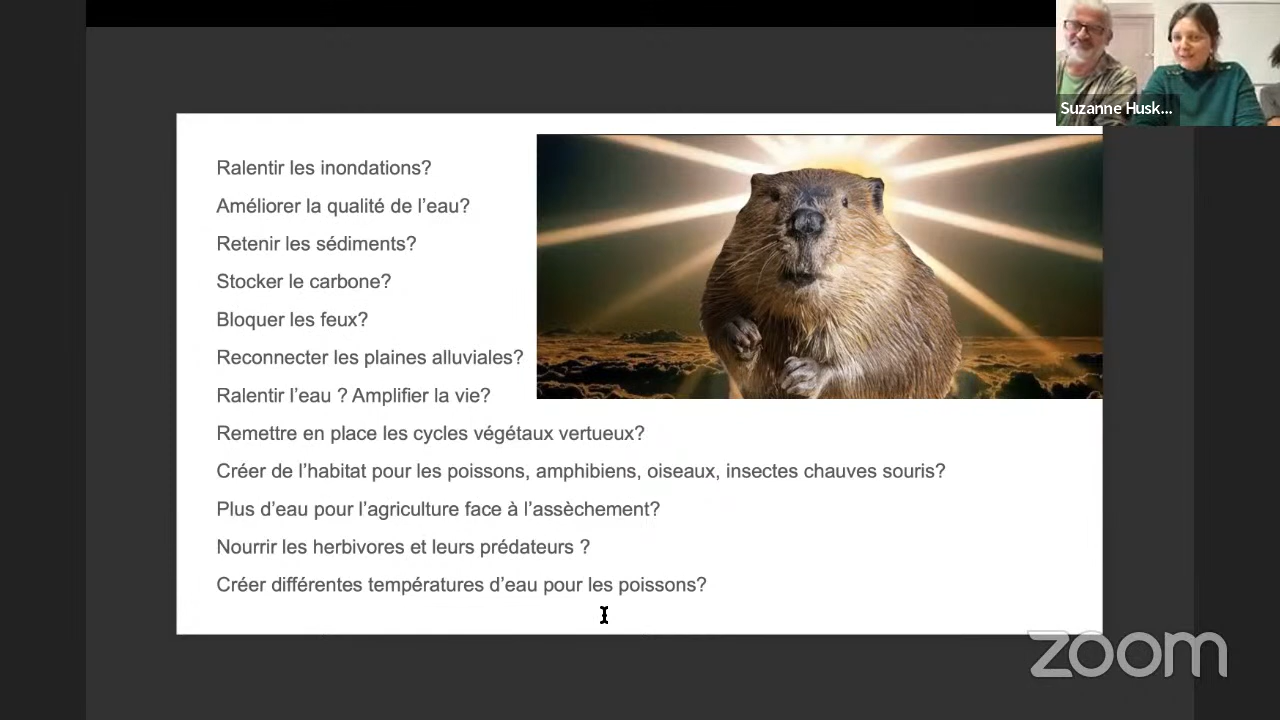 Suzanne Husk...
Ralentir les inondations?
Améliorer la qualité de l’eau?
Retenir les sédiments?
Stocker le carbone?
Bloquer les feux?
Reconnecter les plaines alluviales?
Ralentir l’eau ? Amplifier la vie?
Remettre en place les cycles végétaux vertueux?
Créer de l’habitat pour les poissons, amphibiens, oiseaux, insectes chauves souris?
Plus d’eau pour l’agriculture face à l’assèchement?
Nourrir les herbivores et leurs prédateurs ?
Créer différentes températures d’eau pour les poissons?
zoom